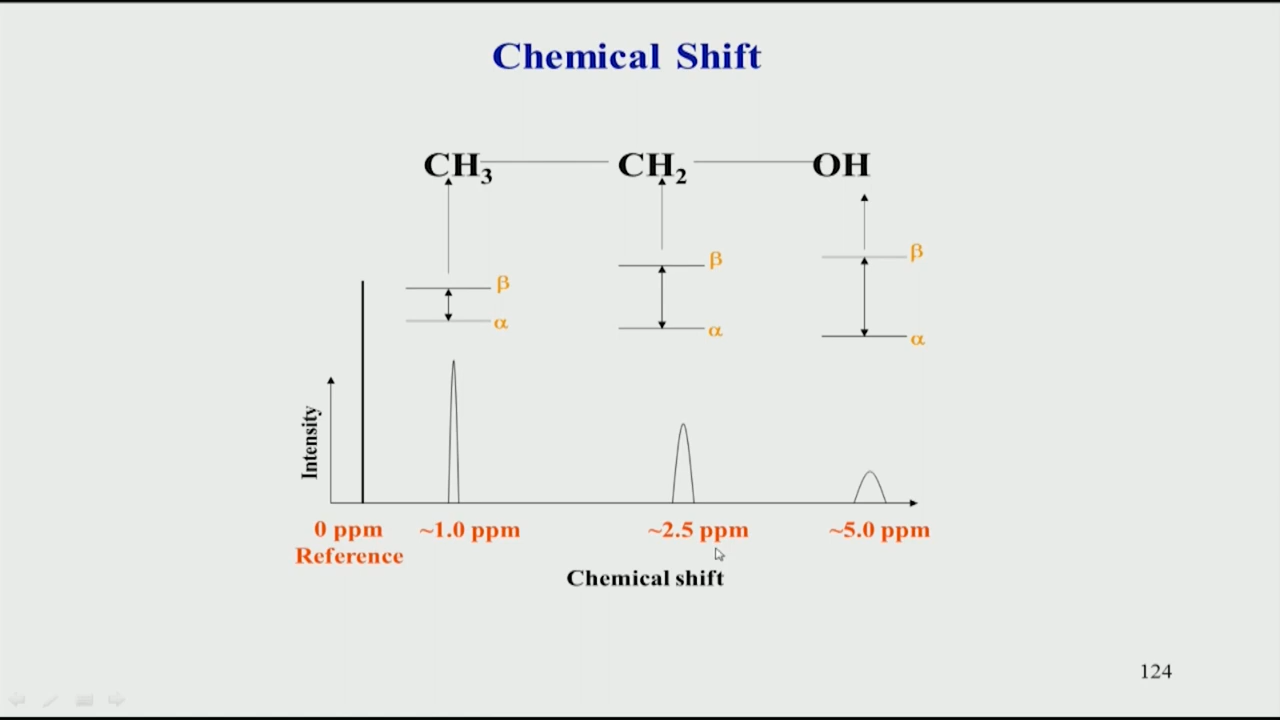 Chemical Shift
CH₃ CH₂ OH
β β β
α α α
Intensity
0 ppm ~1.0 ppm ~2.5 ppm ~5.0 ppm
Reference
Chemical shift
124